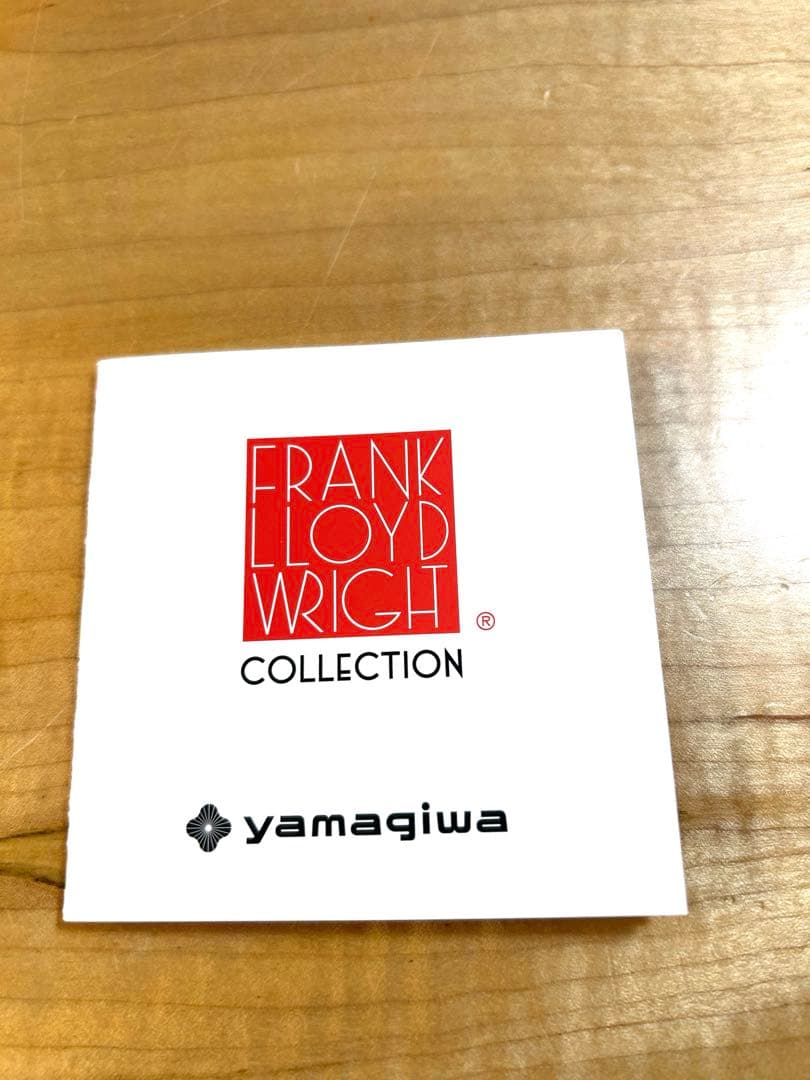 FRANK
LLOYD
WRIGHT ®
COLLECTION
yamagiwa